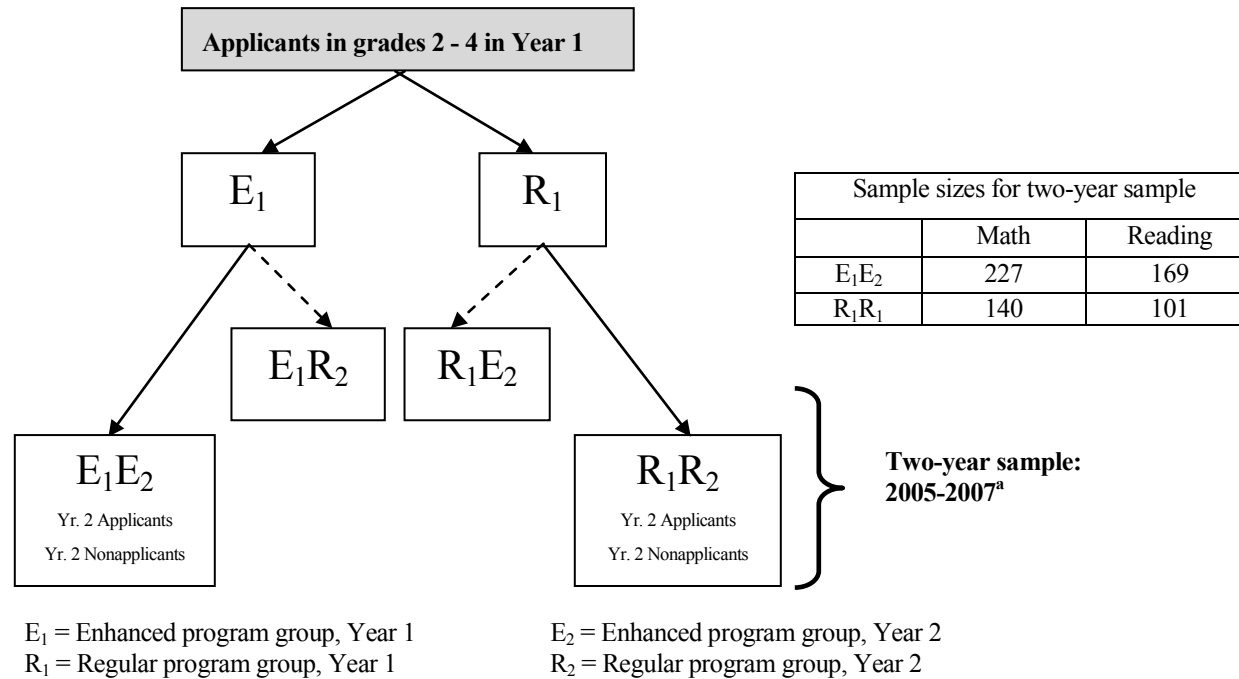 Applicants in grades 2 - 4 in Year 1
E₁
R₁
Sample sizes for two-year sample
Math Reading
E₁E₂ 227 169
R₁R₁ 140 101
E₁R₂
R₁E₂
E₁E₂
Yr. 2 Applicants
Yr. 2 Nonapplicants
R₁R₂
Yr. 2 Applicants
Yr. 2 Nonapplicants
Two-year sample:
2005-2007ᵃ
E₁ = Enhanced program group, Year 1
R₁ = Regular program group, Year 1
E₂ = Enhanced program group, Year 2
R₂ = Regular program group, Year 2